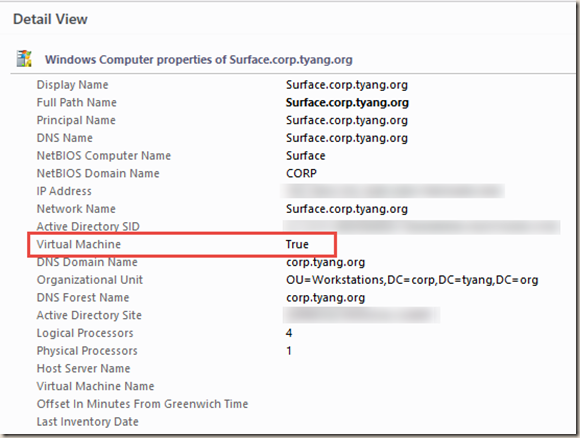 Detail View
Windows Computer properties of Surface.corp.tyang.org
Display Name Surface.corp.tyang.org
Full Path Name Surface.corp.tyang.org
Principal Name Surface.corp.tyang.org
DNS Name Surface.corp.tyang.org
NetBIOS Computer Name Surface
NetBIOS Domain Name CORP
IP Address
Network Name Surface.corp.tyang.org
Active Directory SID
Virtual Machine True
DNS Domain Name corp.tyang.org
Organizational Unit OU=Workstations,DC=corp,DC=tyang,DC=org
DNS Forest Name corp.tyang.org
Active Directory Site
Logical Processors 4
Physical Processors 1
Host Server Name
Virtual Machine Name
Offset In Minutes From Greenwich Time
Last Inventory Date